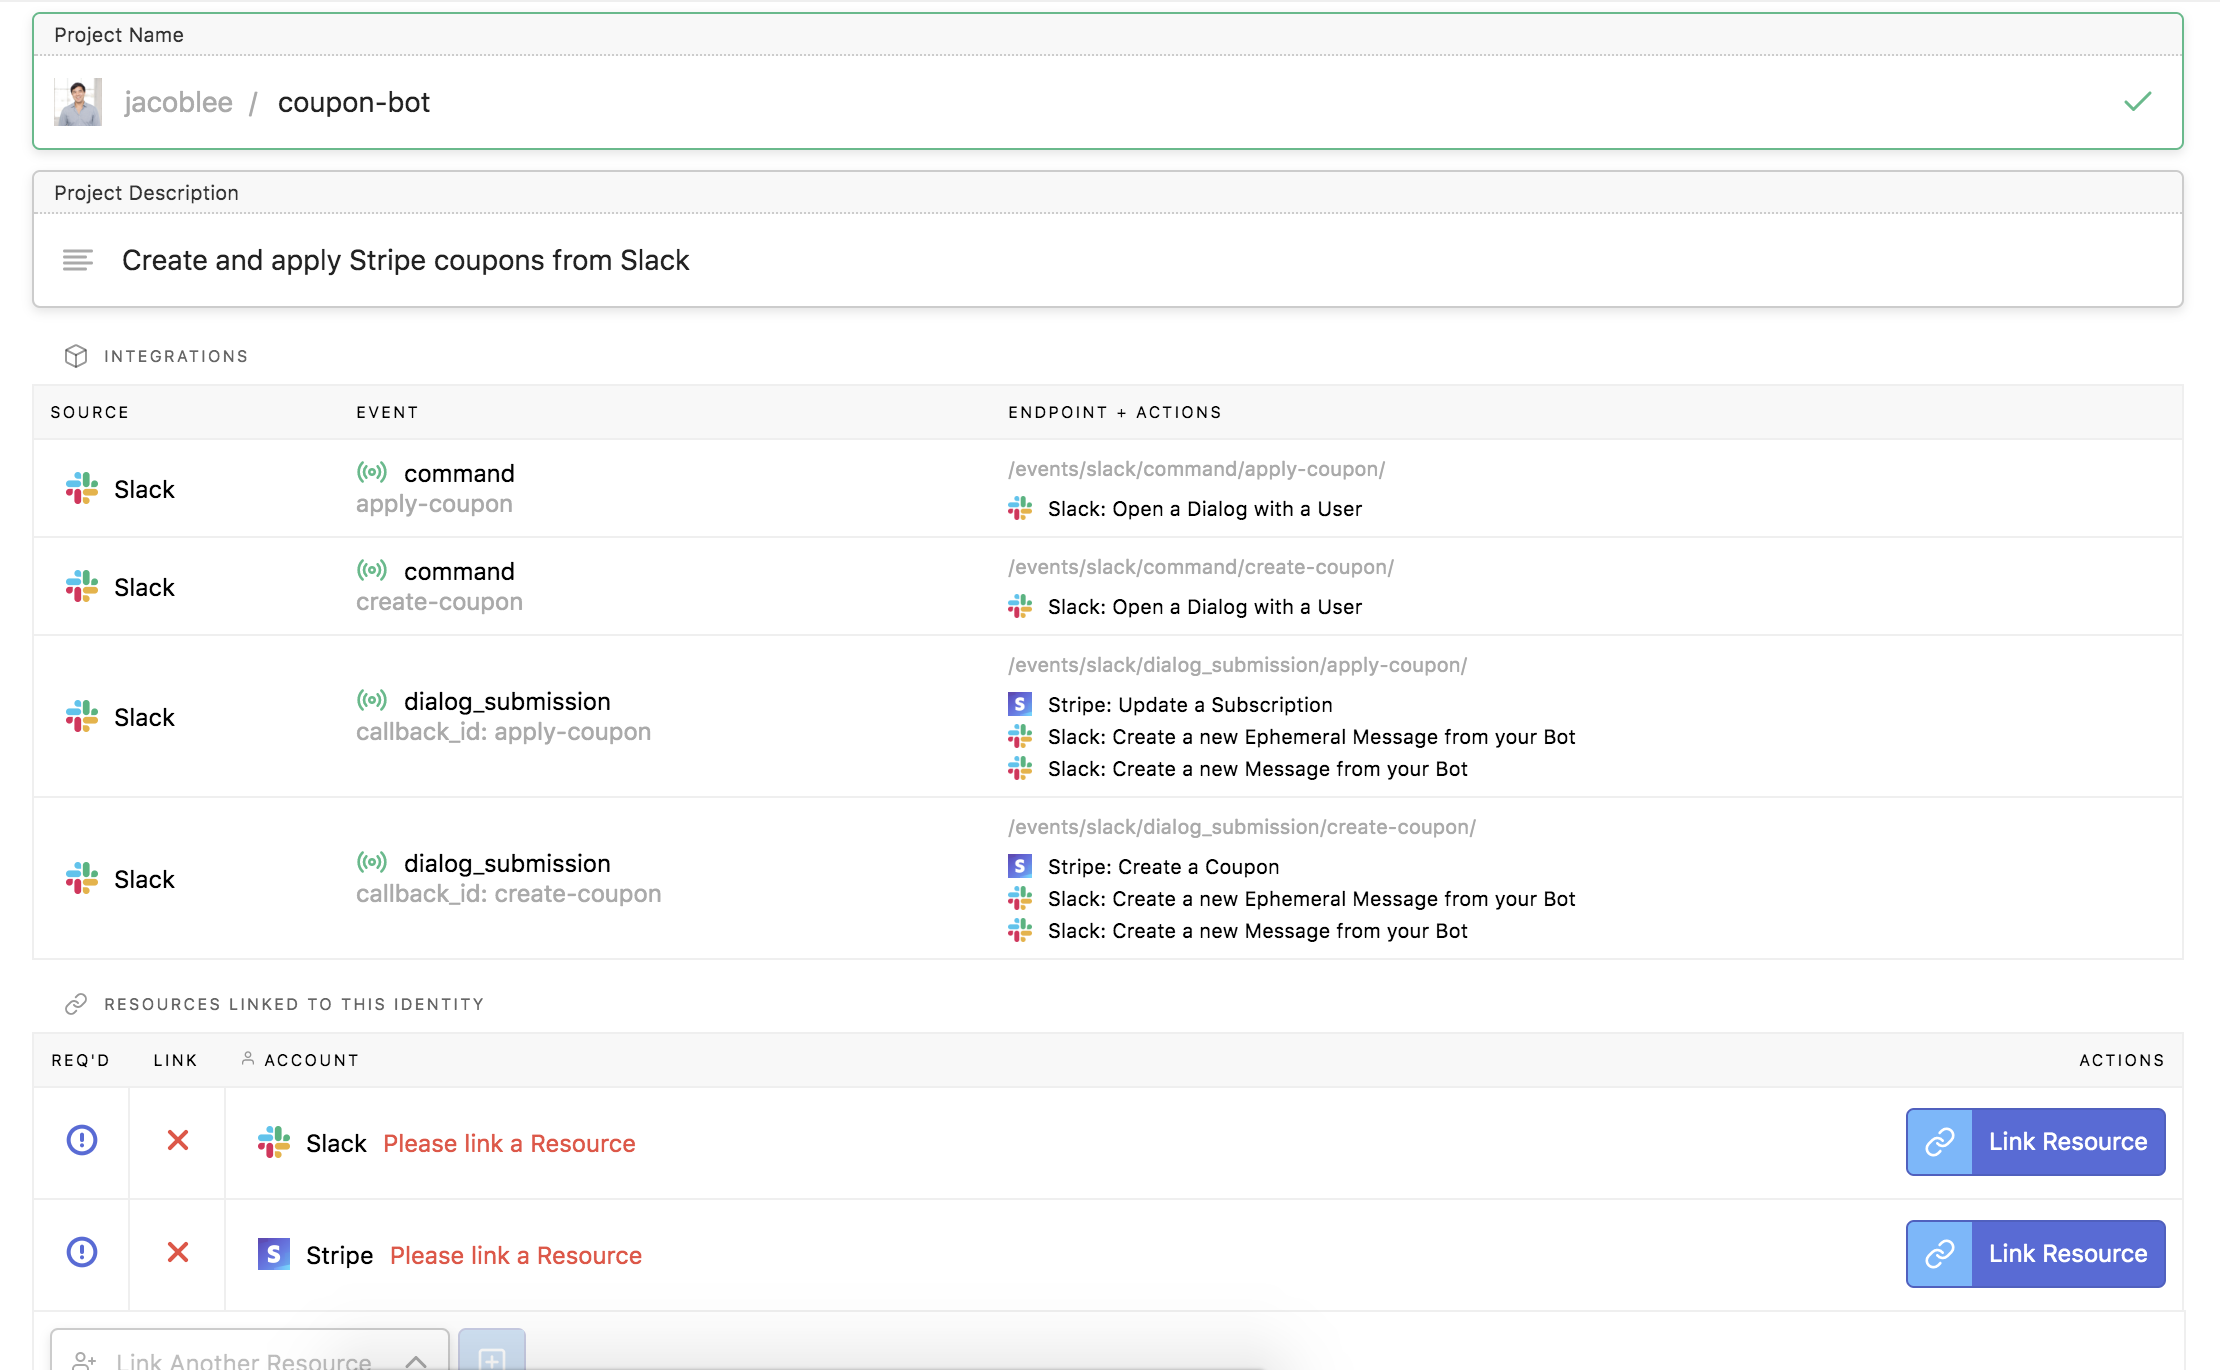 Project Name
jacoblee / coupon-bot
Project Description
Create and apply Stripe coupons from Slack
INTEGRATIONS
SOURCE EVENT ENDPOINT + ACTIONS
Slack command /events/slack/command/apply-coupon/
apply-coupon Slack: Open a Dialog with a User
Slack command /events/slack/command/create-coupon/
create-coupon Slack: Open a Dialog with a User
/events/slack/dialog_submission/apply-coupon/
Slack dialog_submission Stripe: Update a Subscription
callback_id: apply-coupon Slack: Create a new Ephemeral Message from your Bot
Slack: Create a new Message from your Bot
/events/slack/dialog_submission/create-coupon/
Slack dialog_submission Stripe: Create a Coupon
callback_id: create-coupon Slack: Create a new Ephemeral Message from your Bot
Slack: Create a new Message from your Bot
RESOURCES LINKED TO THIS IDENTITY
REQ'D LINK ACCOUNT ACTIONS
Slack Please link a Resource Link Resource
S Stripe Please link a Resource Link Resource
Link Another Resource